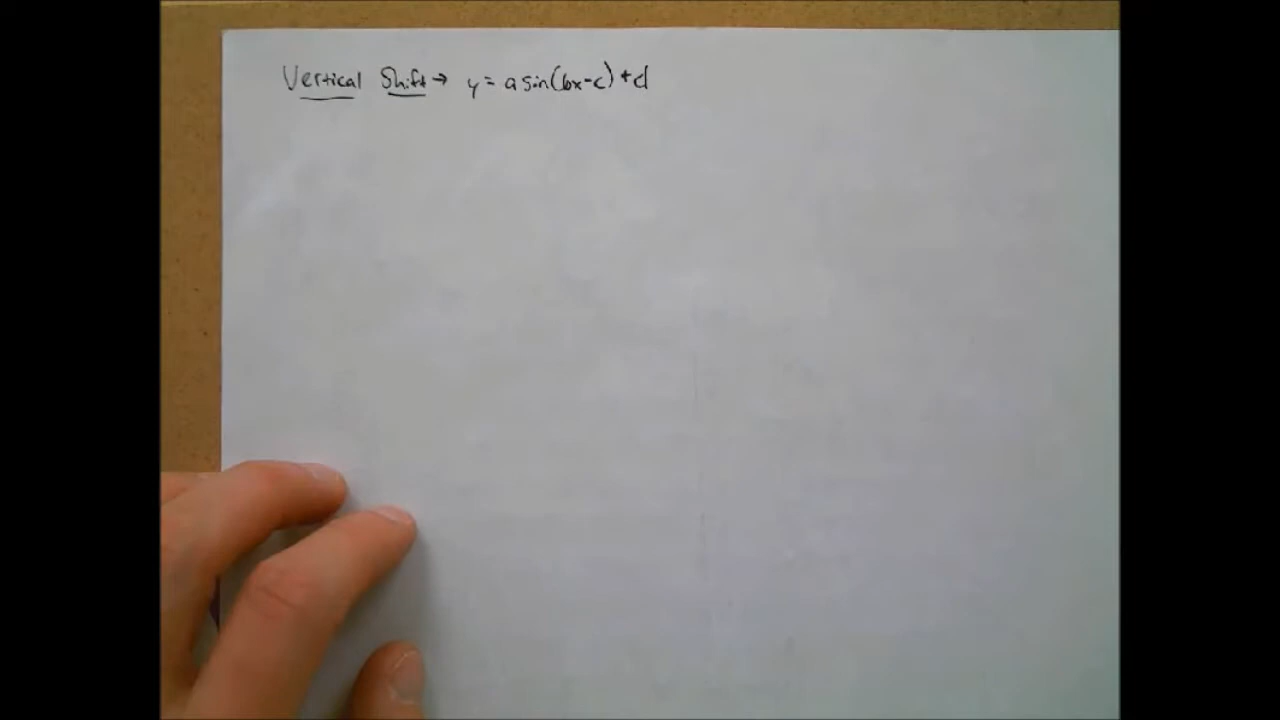 Vertical Shift → y = a sin(bx-c) + d